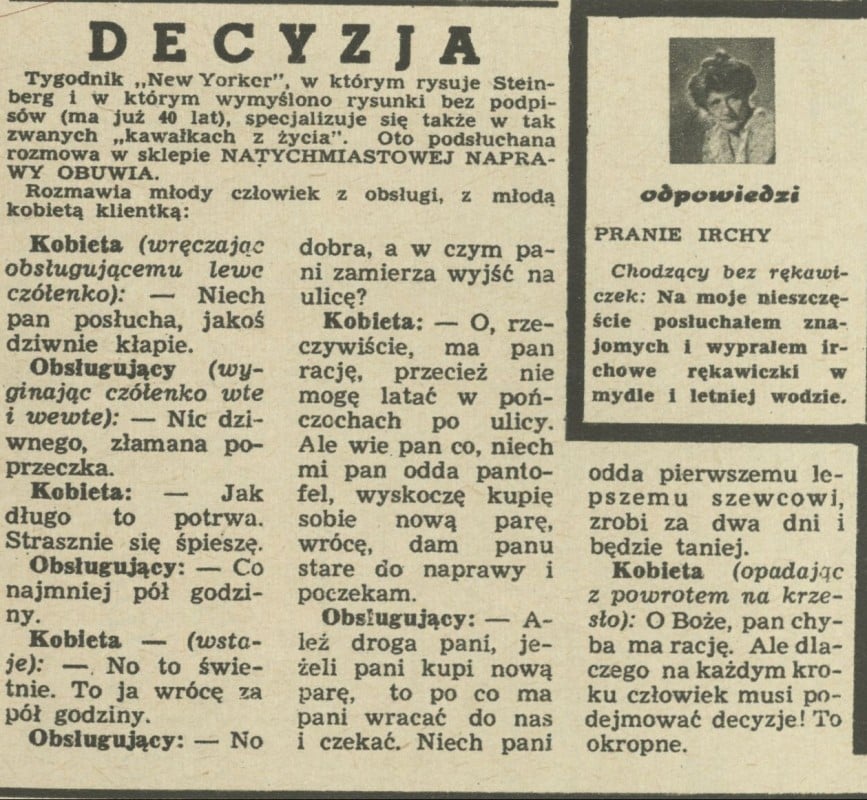 DECYZJA
Tygodnik „New Yorker", w którym rysuje Stein-
berg i w którym wymyślono rysunki bez podpi-
sów (ma już 40 lat), specjalizuje się także w tak
zwanych „kawałkach z życia". Oto podsłuchana
rozmowa w sklepie NATYCHMIASTOWEJ NAPRA-
WY OBUWIA.
Rozmawia młody człowiek z obsługi, z młodą
kobietą klientką:
Kobieta (wręczając
obsługującemu lewe
czółenko): — Niech
pan posłucha, jakoś
dziwnie kłapie.
Obsługujący (wy-
ginając czółenko wte
i wewte): — Nic dzi-
wnego, złamana po-
przeczka.
Kobieta: — Jak
długo to potrwa.
Strasznie się śpieszę.
Obsługujący: — Co
najmniej pół godzi-
ny.
Kobieta — (wsta-
je): — No to świe-
tnie. To ja wrócę za
pół godziny.
Obsługujący: — No
dobra, a w czym pa-
ni zamierza wyjść na
ulicę?
Kobieta: — O, rze-
czywiście, ma pan
rację, przecież nie
mogę latać w poń-
czochach po ulicy.
Ale wie pan co, niech
mi pan odda panto-
fel, wyskoczę kupię
sobie nową parę,
wrócę, dam panu
stare do naprawy i
poczekam.
Obsługujący: — A-
leż droga pani, je-
żeli pani kupi nową
parę, to po co ma
pani wracać do nas
i czekać. Niech pani
odda pierwszemu le-
pszemu szewcowi,
zrobi za dwa dni i
będzie taniej.
Kobieta (opadając
z powrotem na krze-
sło): O Boże, pan chy-
ba ma rację. Ale dla-
czego na każdym kro-
ku człowiek musi po-
dejmować decyzje! To
okropne.
odpowiedzi
PRANIE IRCHY
Chodzący bez rękawi-
czek: Na moje nieszczę-
ście posłuchałem zna-
jomych i wyprałem ir-
chowe rękawiczki w
mydle i letniej wodzie.